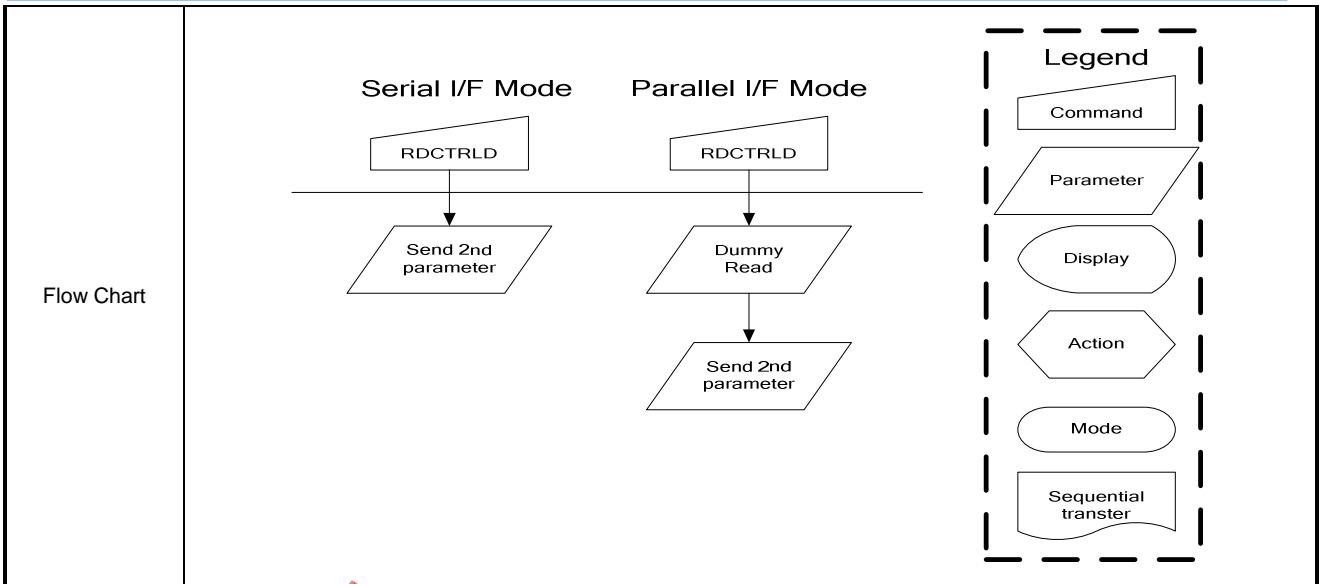 Flow Chart
Serial I/F Mode
RDCTRLD
Send 2nd
parameter
Parallel I/F Mode
RDCTRLD
Dummy
Read
Send 2nd
parameter
Legend
Command
Parameter
Display
Action
Mode
Sequential
transter